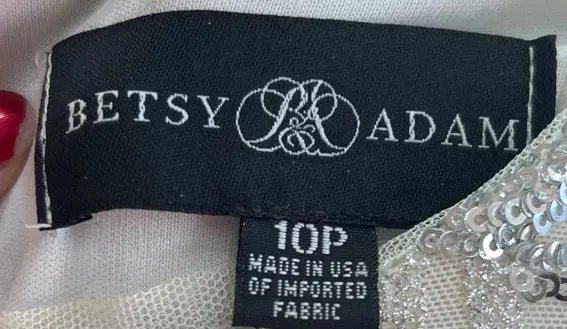 BETSY B&A ADAM
10P
MADE IN USA
OF IMPORTED
FABRIC